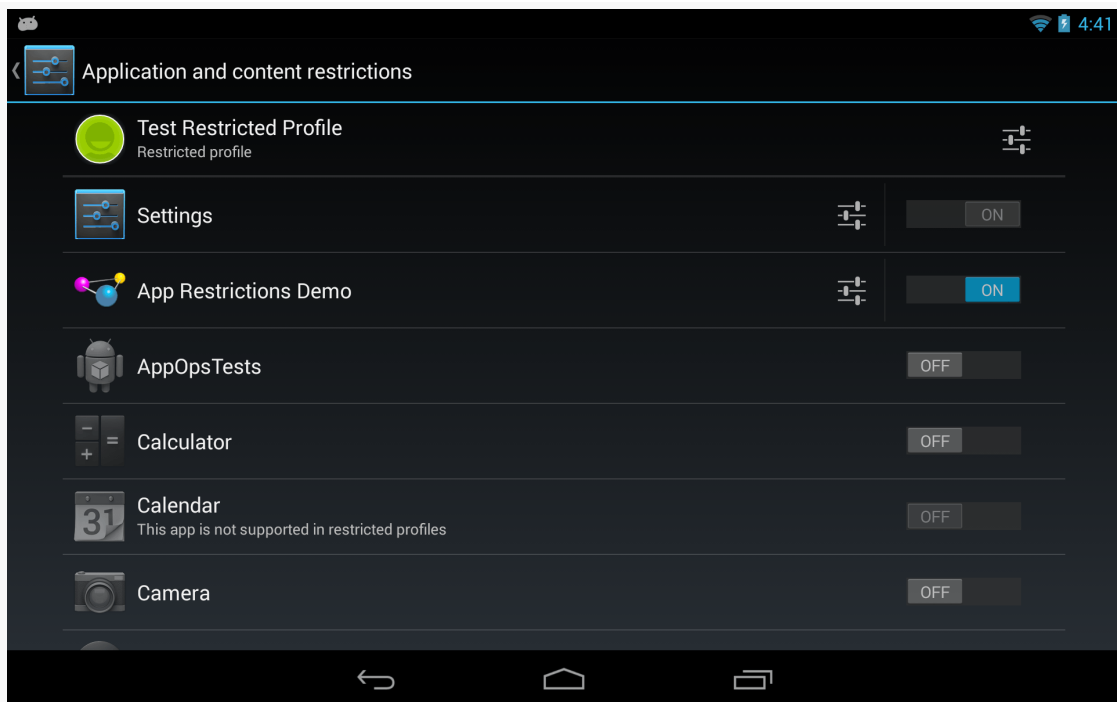 4:41
Application and content restrictions
Test Restricted Profile
Restricted profile
Settings
ON
App Restrictions Demo
ON
AppOpsTests
OFF
Calculator
OFF
31
Calendar
This app is not supported in restricted profiles
OFF
Camera
OFF